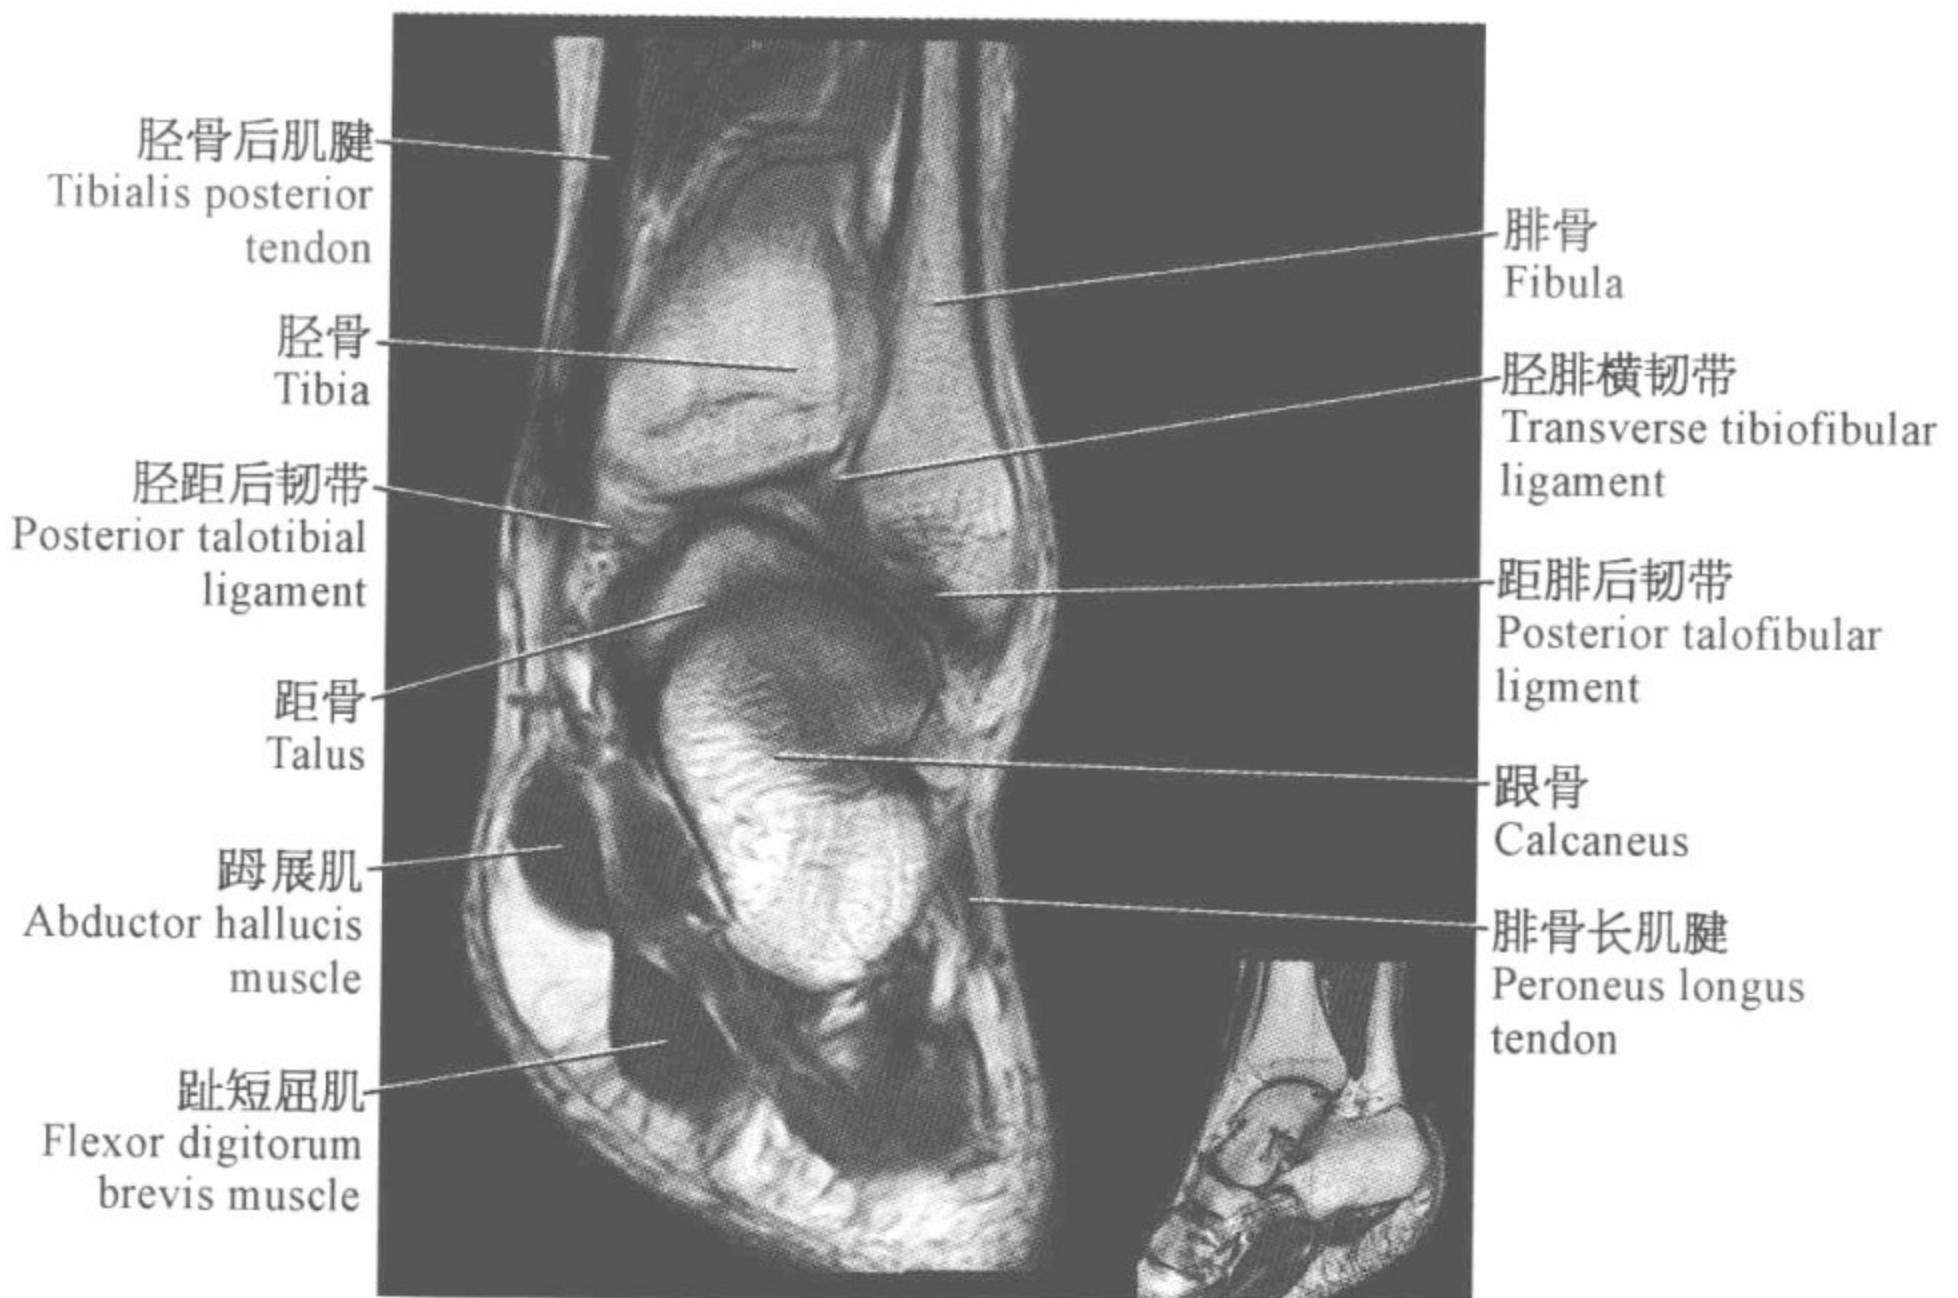 胫骨后肌腱
Tibialis posterior
tendon
胫骨
Tibia
胫距后韧带
Posterior talotibial
ligament
距骨
Talus
踇展肌
Abductor hallucis
muscle
趾短屈肌
Flexor digitorum
brevis muscle
腓骨
Fibula
胫腓横韧带
Transverse tibiofibular
ligament
距腓后韧带
Posterior talofibular
ligment
跟骨
Calcaneus
腓骨长肌腱
Peroneus longus
tendon